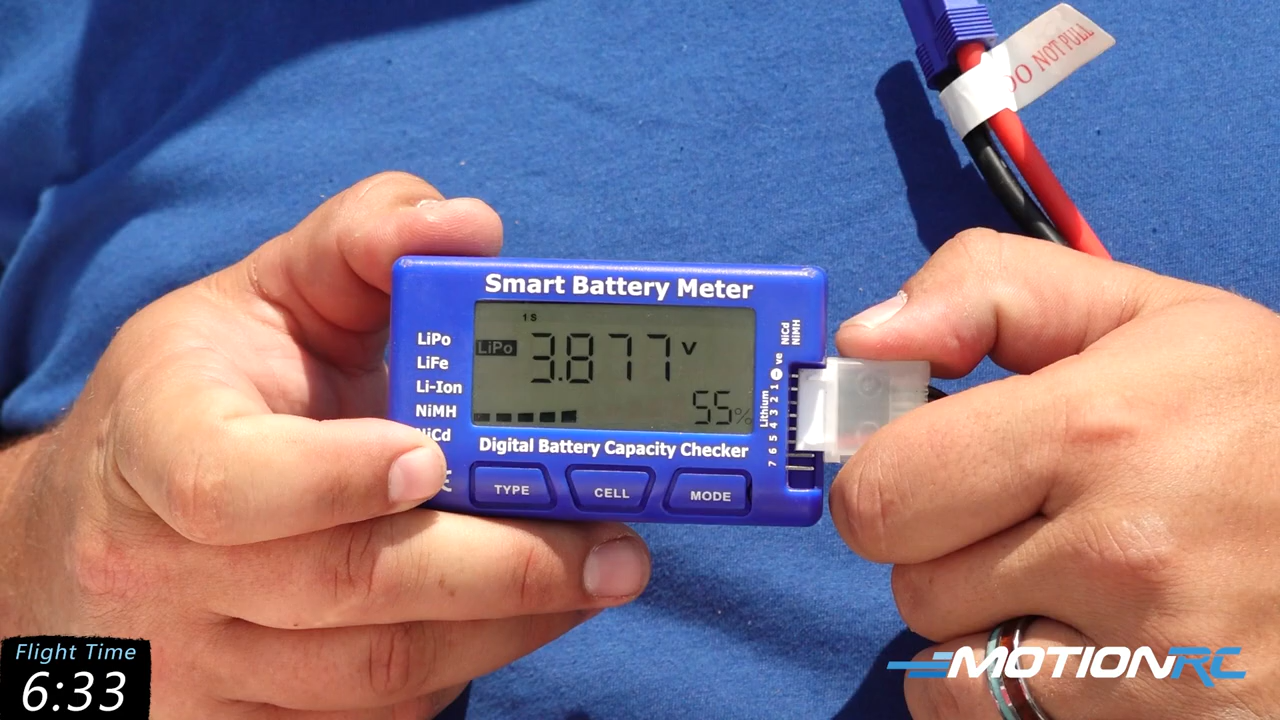 DO NOT PULL
Smart Battery Meter
1S
LiPo
3.877v
55%
LiPo
LiFe
Li-Ion
NiMH
NiCd
NiCd
NiMH
Lithium
7 6 5 4 3 2 1 -ve
Digital Battery Capacity Checker
TYPE
CELL
MODE
Flight Time
6:33
MOTIONRC